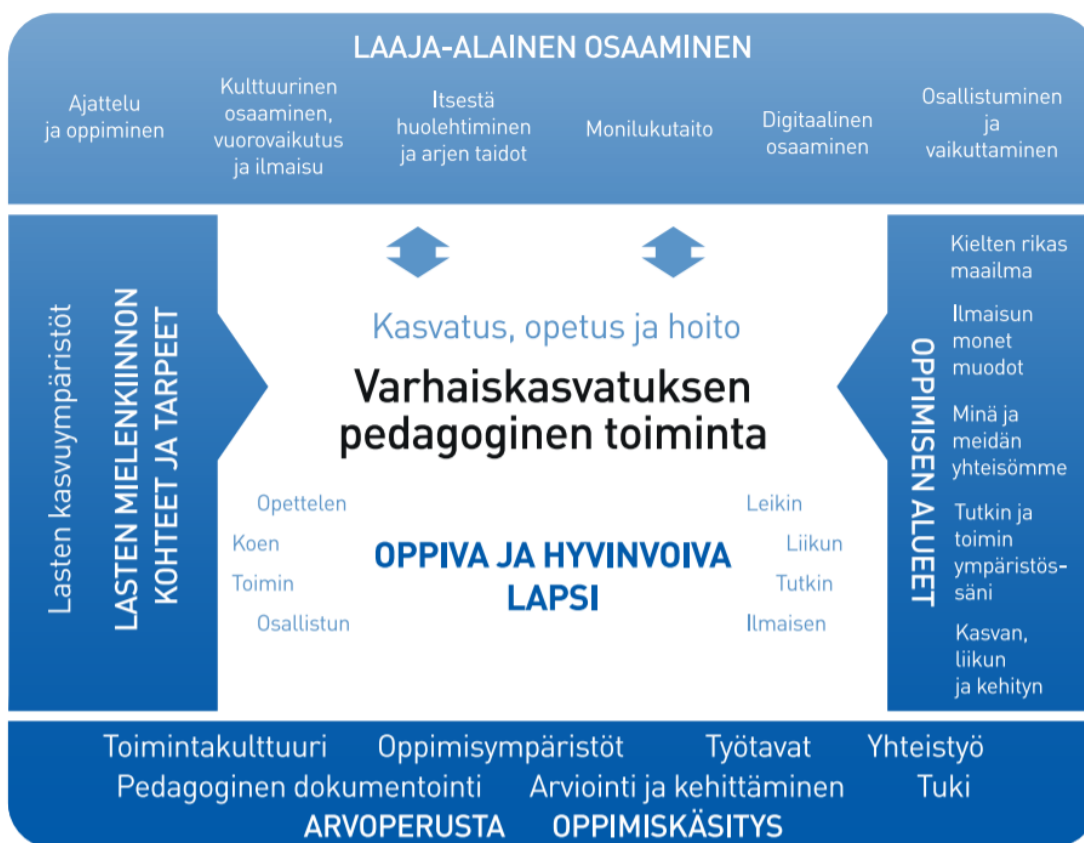 LAAJA-ALAINEN OSAAMINEN
Ajattelu
ja oppiminen
Kulttuurinen
osaaminen,
vuorovaikutus
ja ilmaisu
Itsestä
huolehtiminen
ja arjen taidot
Monilukutaito
Digitaalinen
osaaminen
Osallistuminen
ja
vaikuttaminen
Lasten kasvuympäristöt
LASTEN MIELENKIINNON
KOHTEET JA TARPEET
Kasvatus, opetus ja hoito
Varhaiskasvatuksen
pedagoginen toiminta
Opettelen
Koen
Toimin
Osallistun
OPPIVA JA HYVINVOIVA
LAPSI
Leikin
Liikun
Tutkin
Ilmaisen
OPPIMISEN ALUEET
Kielten rikas
maailma
Ilmaisun
monet
muodot
Minä ja
meidän
yhteisömme
Tutkin ja
toimin
ympäristös-
säni
Kasvan,
liikun
ja kehityn
Toimintakulttuuri Oppimisympäristöt Työtavat Yhteistyö
Pedagoginen dokumentointi Arviointi ja kehittäminen Tuki
ARVOPERUSTA OPPIMISKÄSITYS